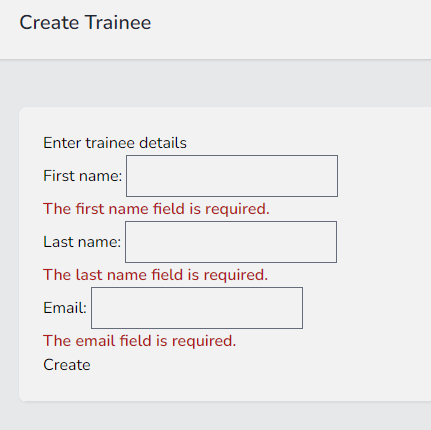 Create Trainee
Enter trainee details
First name:
The first name field is required.
Last name:
The last name field is required.
Email:
The email field is required.
Create